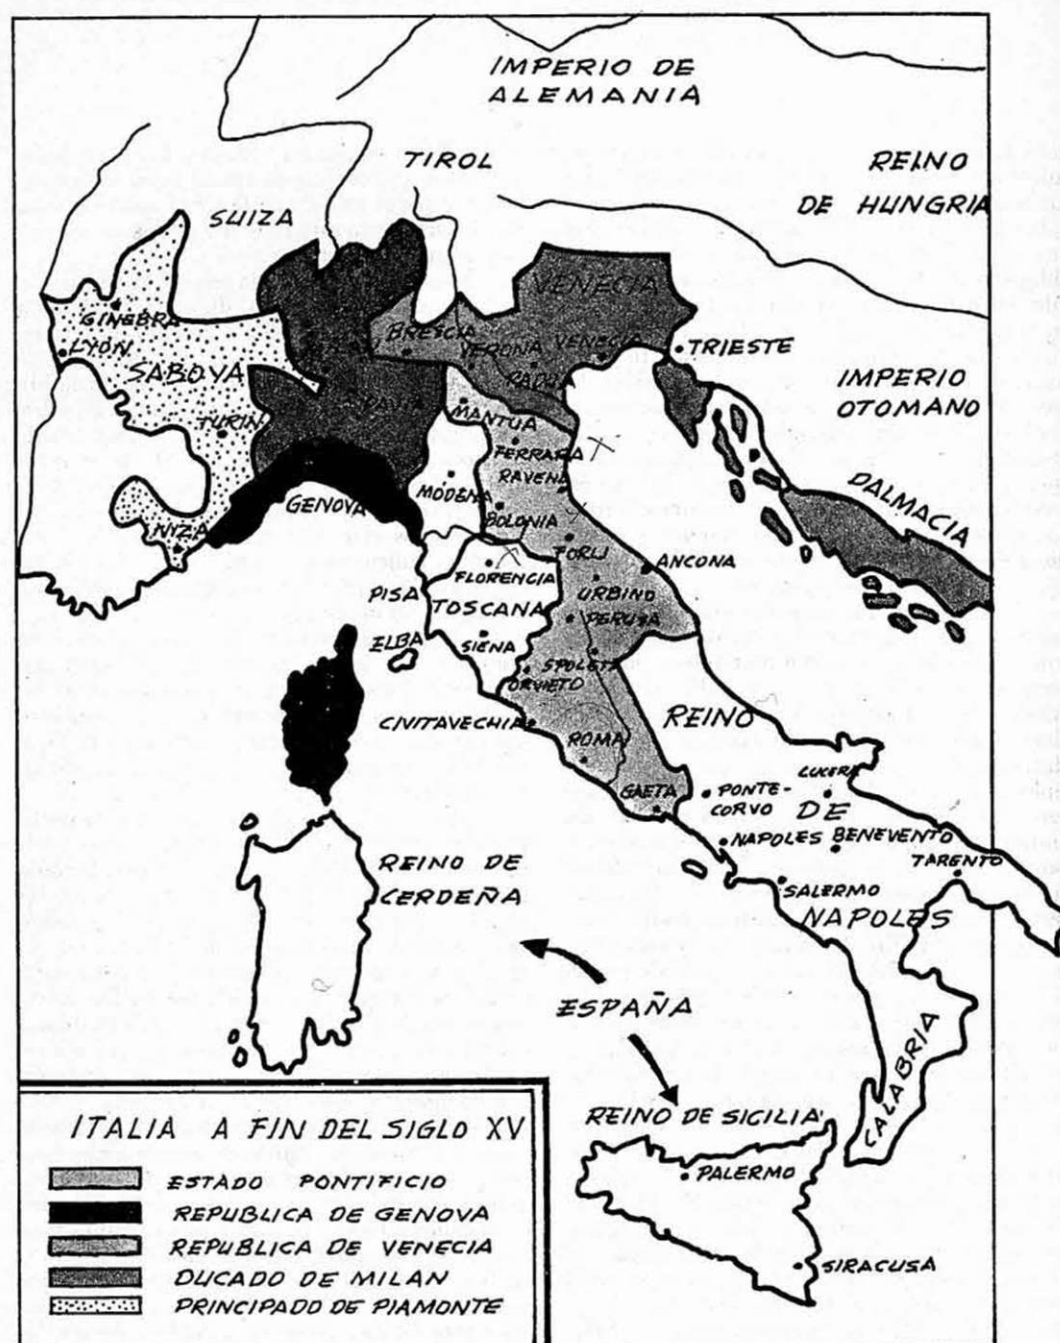 IMPERIO DE
ALEMANIA
TIROL
REINO
DE HUNGRIA
SUIZA
VENECIA
GINEBRA
LYÓN
BRESCIA
VERONA
VENECIA
TRIESTE
SABOYA
PADUA
IMPERIO
OTOMANO
PAVIA
MANTUA
TURIN
FERRARA
RAVENA
MODENA
DALMACIA
GENOVA
BOLONIA
NIZA
FORLI
ANCONA
FLORENCIA
PISA
URBINO
TOSCANA
PERUSA
ELBA
SIENA
SPOLETO
ORVIETO
CIVITAVECHIA
REINO
ROMA
LUCERA
GAETA
PONTE-
CORVO
DE
NAPOLES
BENEVENTO
TARENTO
REINO DE
CERDEÑA
SALERMO
NAPOLES
ESPAÑA
CALABRIA
REINO DE SICILIA
PALERMO
SIRACUSA
ITALIA A FIN DEL SIGLO XV
ESTADO PONTIFICIO
REPUBLICA DE GENOVA
REPUBLICA DE VENECIA
DUCADO DE MILAN
PRINCIPADO DE PIAMONTE